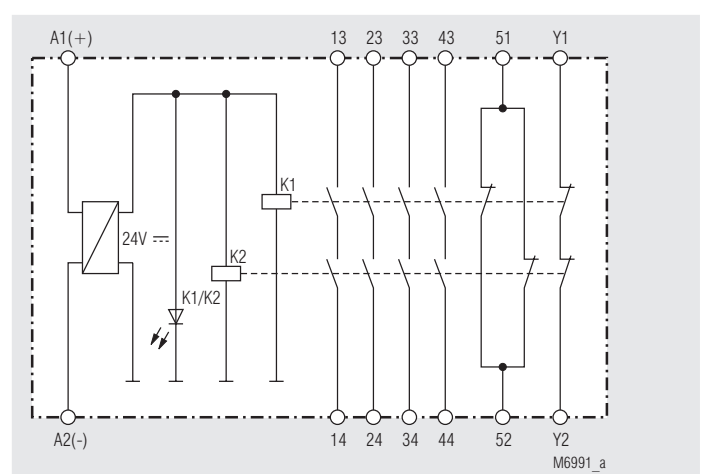 A1(+) 13 23 33 43 51 Y1
K1
24V
K2
K1/K2
A2(-) 14 24 34 44 52 Y2
M6991_a